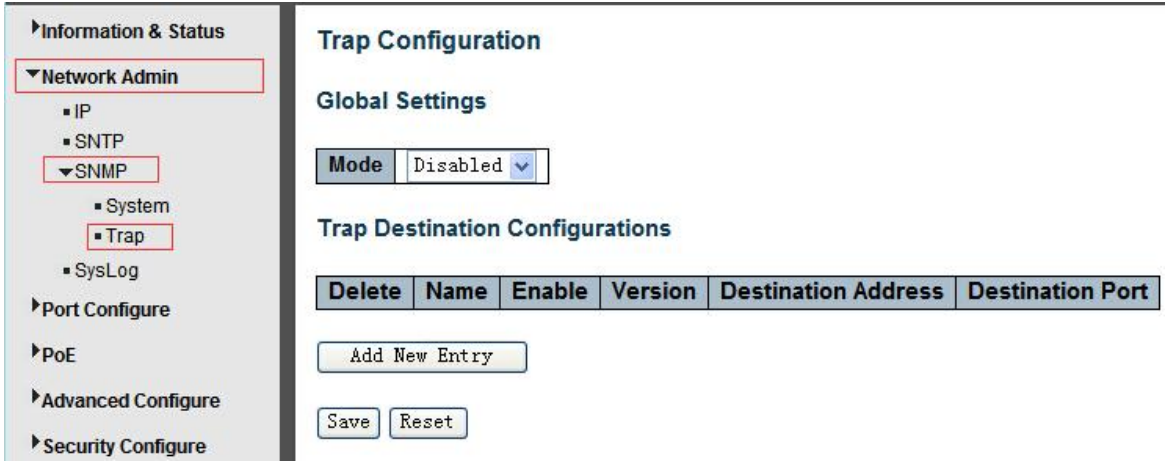 Information & Status
Network Admin
IP
SNTP
SNMP
System
Trap
SysLog
Port Configure
PoE
Advanced Configure
Security Configure
Trap Configuration
Global Settings
Mode Disabled
Trap Destination Configurations
Delete Name Enable Version Destination Address Destination Port
Add New Entry
Save Reset